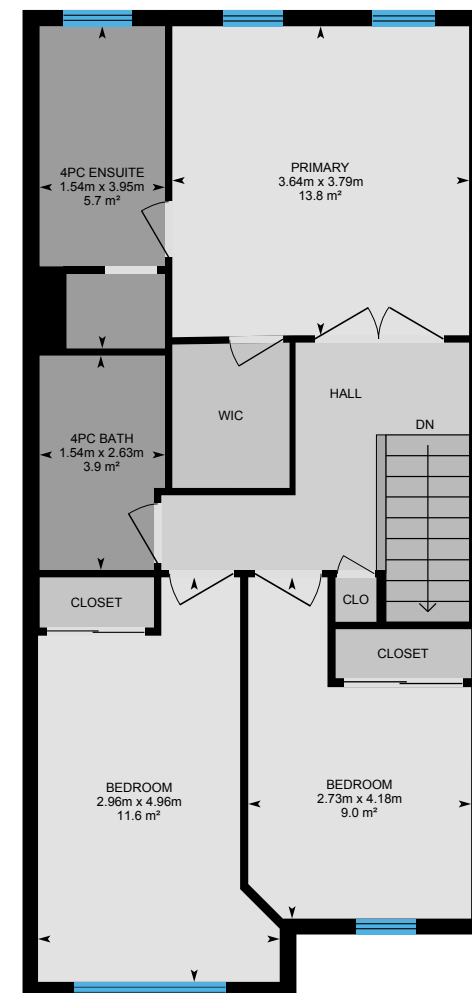 4PC ENSUITE
1.54m x 3.95m
5.7 m²
PRIMARY
3.64m x 3.79m
13.8 m²
HALL
WIC
DN
4PC BATH
1.54m x 2.63m
3.9 m²
CLOSET
CLO
CLOSET
BEDROOM
2.96m x 4.96m
11.6 m²
BEDROOM
2.73m x 4.18m
9.0 m²